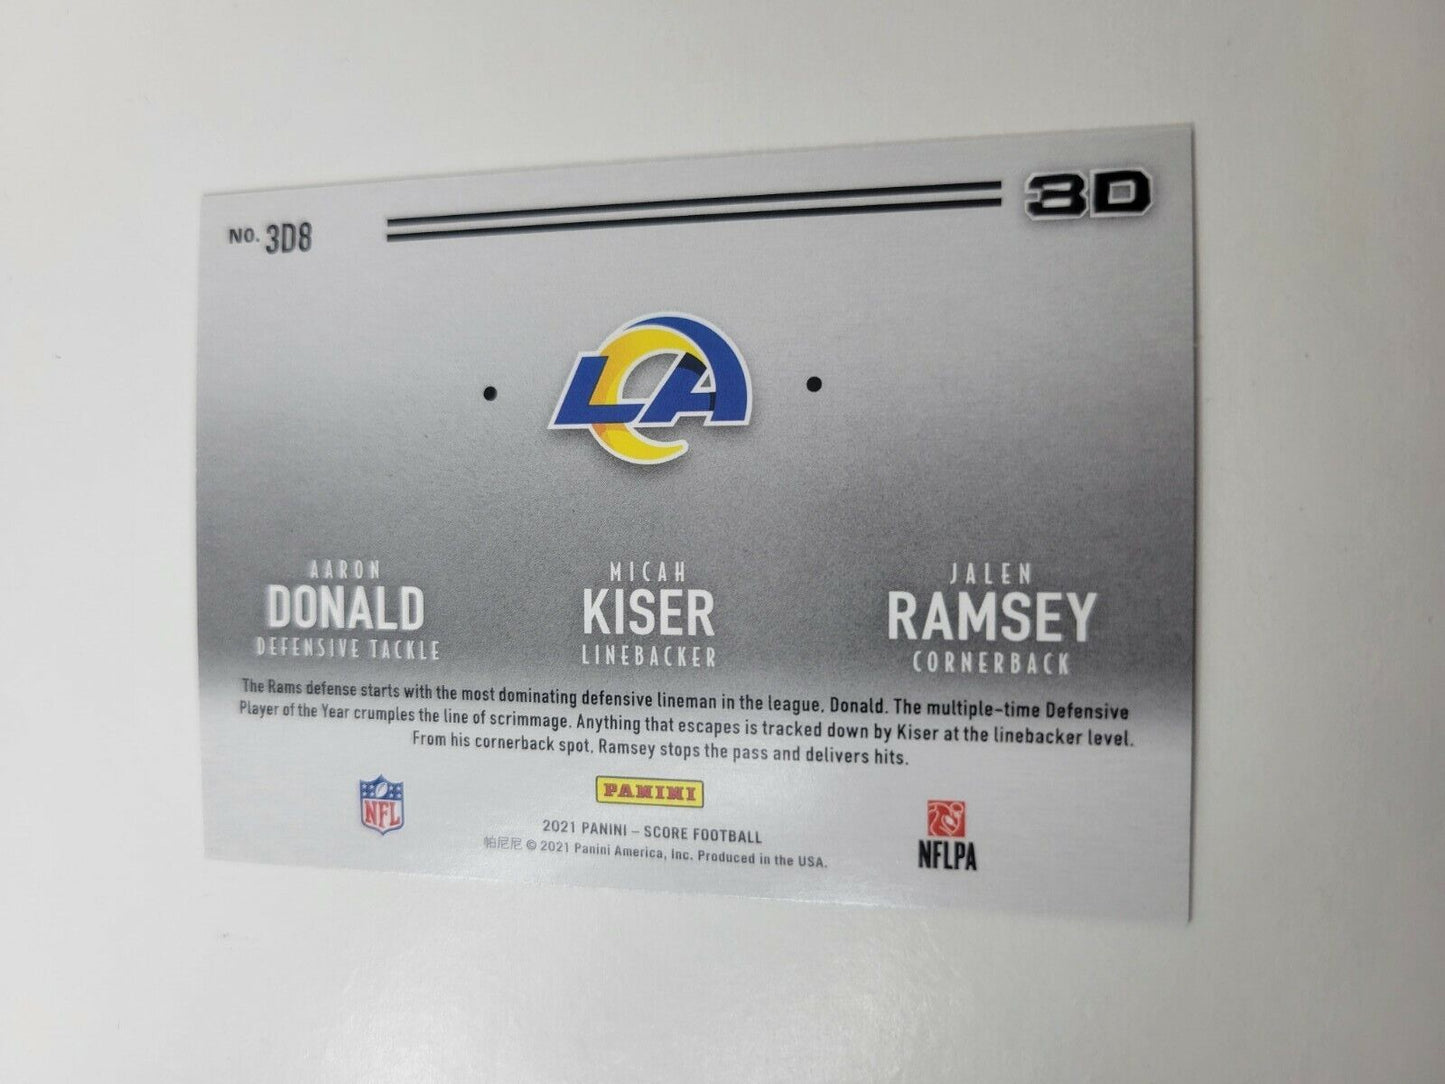 NO. 3D8
3D
LA
AARON
DONALD
DEFENSIVE TACKLE
MICAH
KISER
LINEBACKER
JALEN
RAMSEY
CORNERBACK
The Rams defense starts with the most dominating defensive lineman in the league, Donald. The multiple-time Defensive
Player of the Year crumples the line of scrimmage. Anything that escapes is tracked down by Kiser at the linebacker level.
From his cornerback spot, Ramsey stops the pass and delivers hits.
NFL
PANINI
2021 PANINI – SCORE FOOTBALL
帕尼尼 © 2021 Panini America, Inc. Produced in the USA.
NFLPA